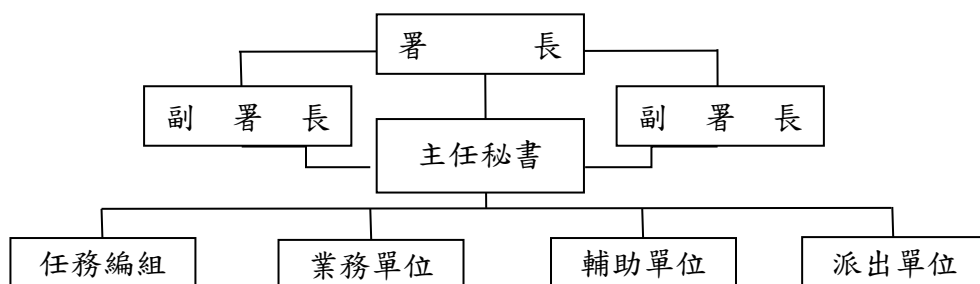 署長
副署長
副署長
主任秘書
任務編組
業務單位
輔助單位
派出單位